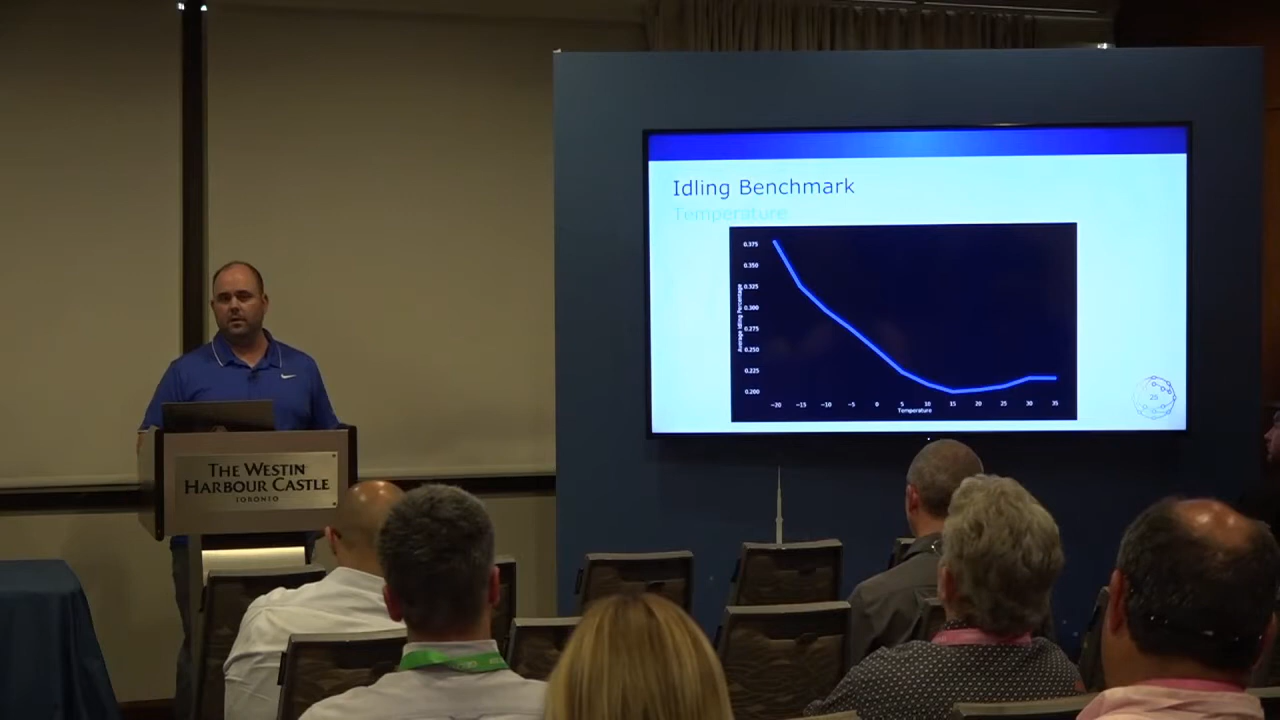 Idling Benchmark
Temperature
0.375
0.350
0.325
0.300
0.275
0.250
0.225
0.200
Average Idling Percentage
−20 −15 −10 −5 0 5 10 15 20 25 30 35
Temperature
25
THE WESTIN
HARBOUR CASTLE
TORONTO